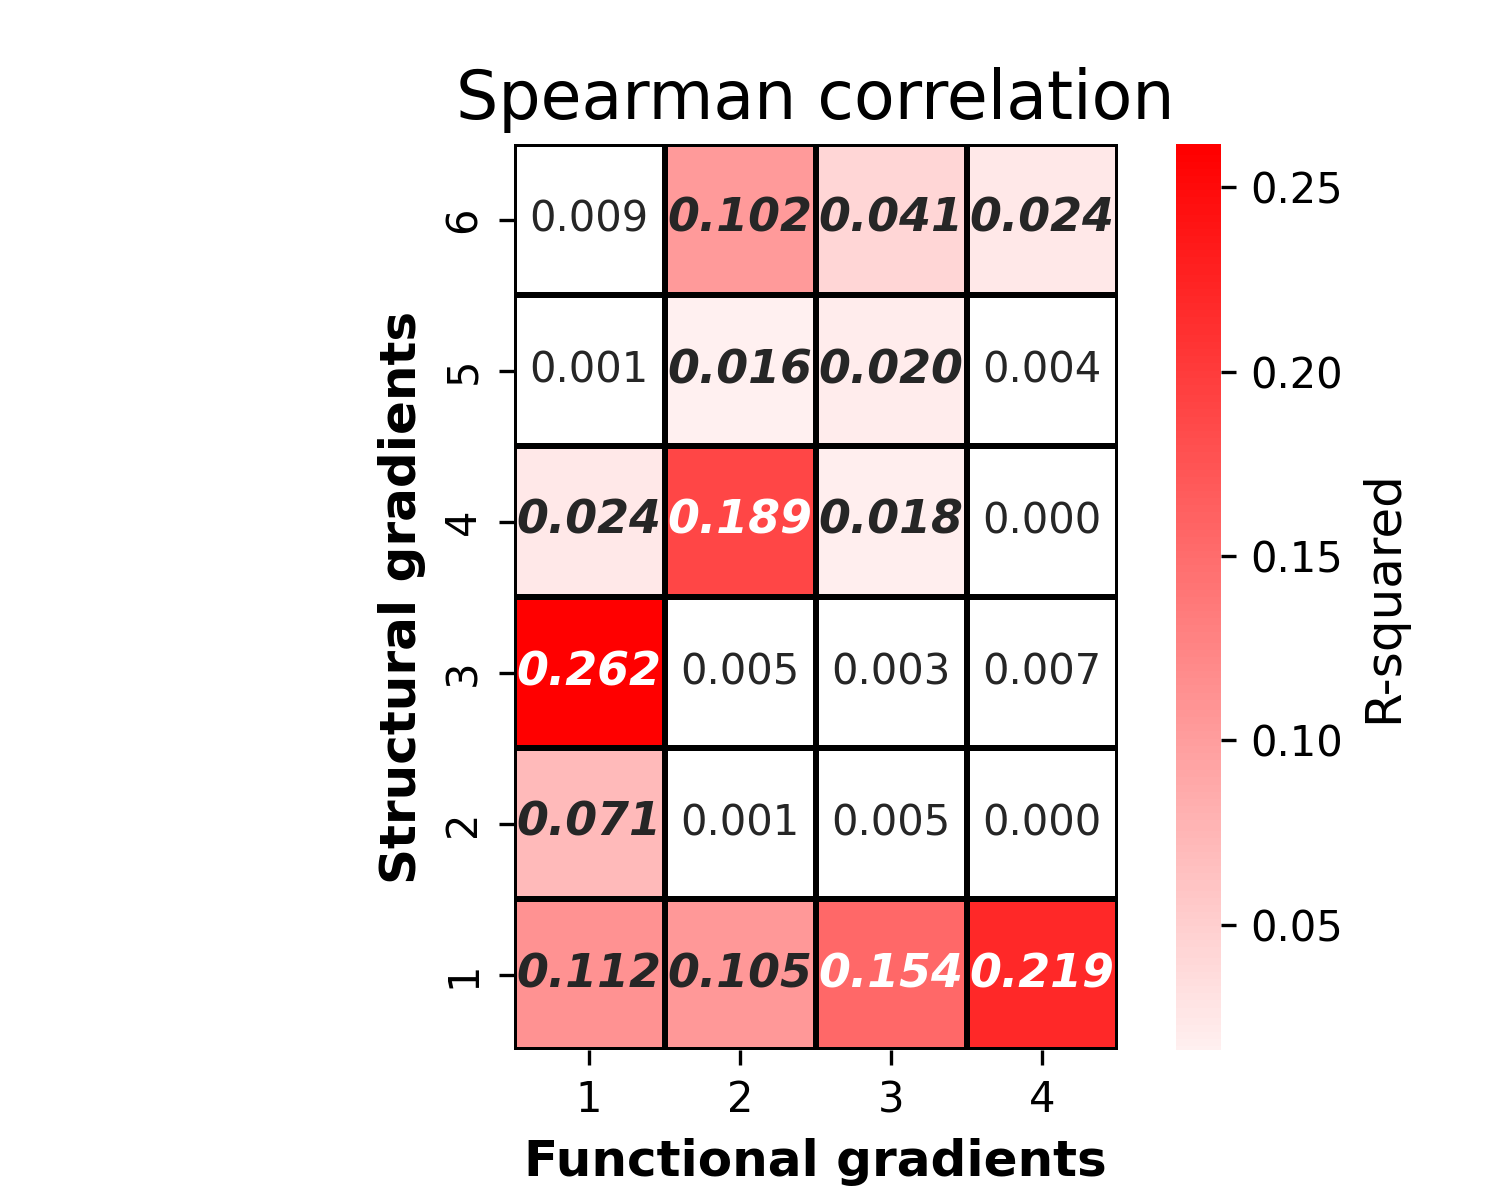 Spearman correlation
6 0.009 0.102 0.041 0.024
5 0.001 0.016 0.020 0.004
4 0.024 0.189 0.018 0.000
3 0.262 0.005 0.003 0.007
2 0.071 0.001 0.005 0.000
1 0.112 0.105 0.154 0.219
1 2 3 4
Functional gradients
Structural gradients
0.25
0.20
0.15
0.10
0.05
R-squared